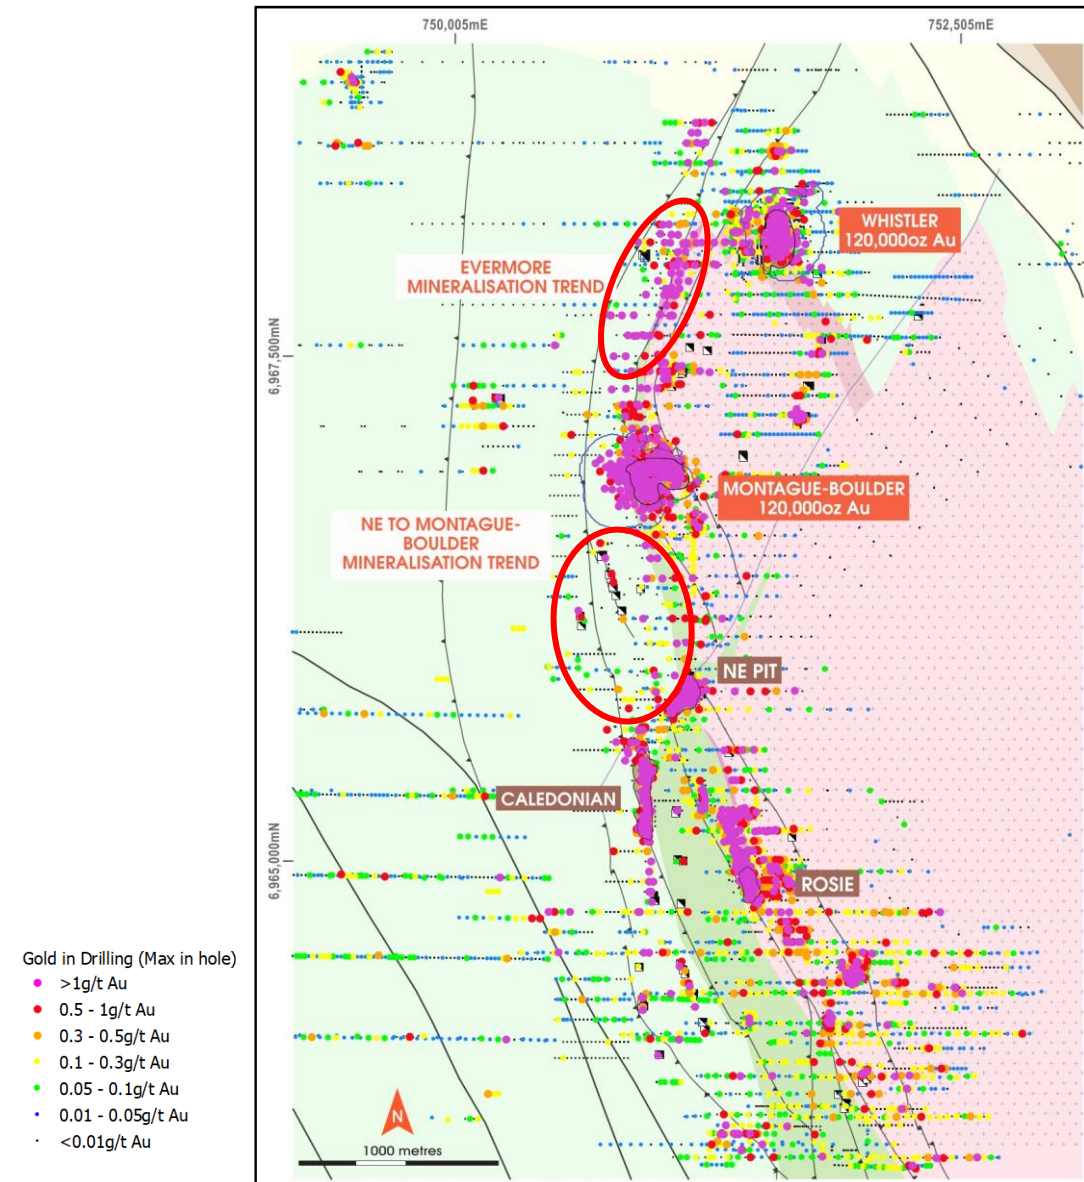 750,005mE
752,505mE
WHISTLER
120,000oz Au
EVERMORE
MINERALISATION TREND
6,967,500mN
MONTAGUE-BOULDER
120,000oz Au
NE TO MONTAGUE-
BOULDER
MINERALISATION TREND
NE PIT
CALEDONIAN
6,965,000mN
ROSIE
Gold in Drilling (Max in hole)
>1g/t Au
0.5 - 1g/t Au
0.3 - 0.5g/t Au
0.1 - 0.3g/t Au
0.05 - 0.1g/t Au
0.01 - 0.05g/t Au
<0.01g/t Au
N
1000 metres